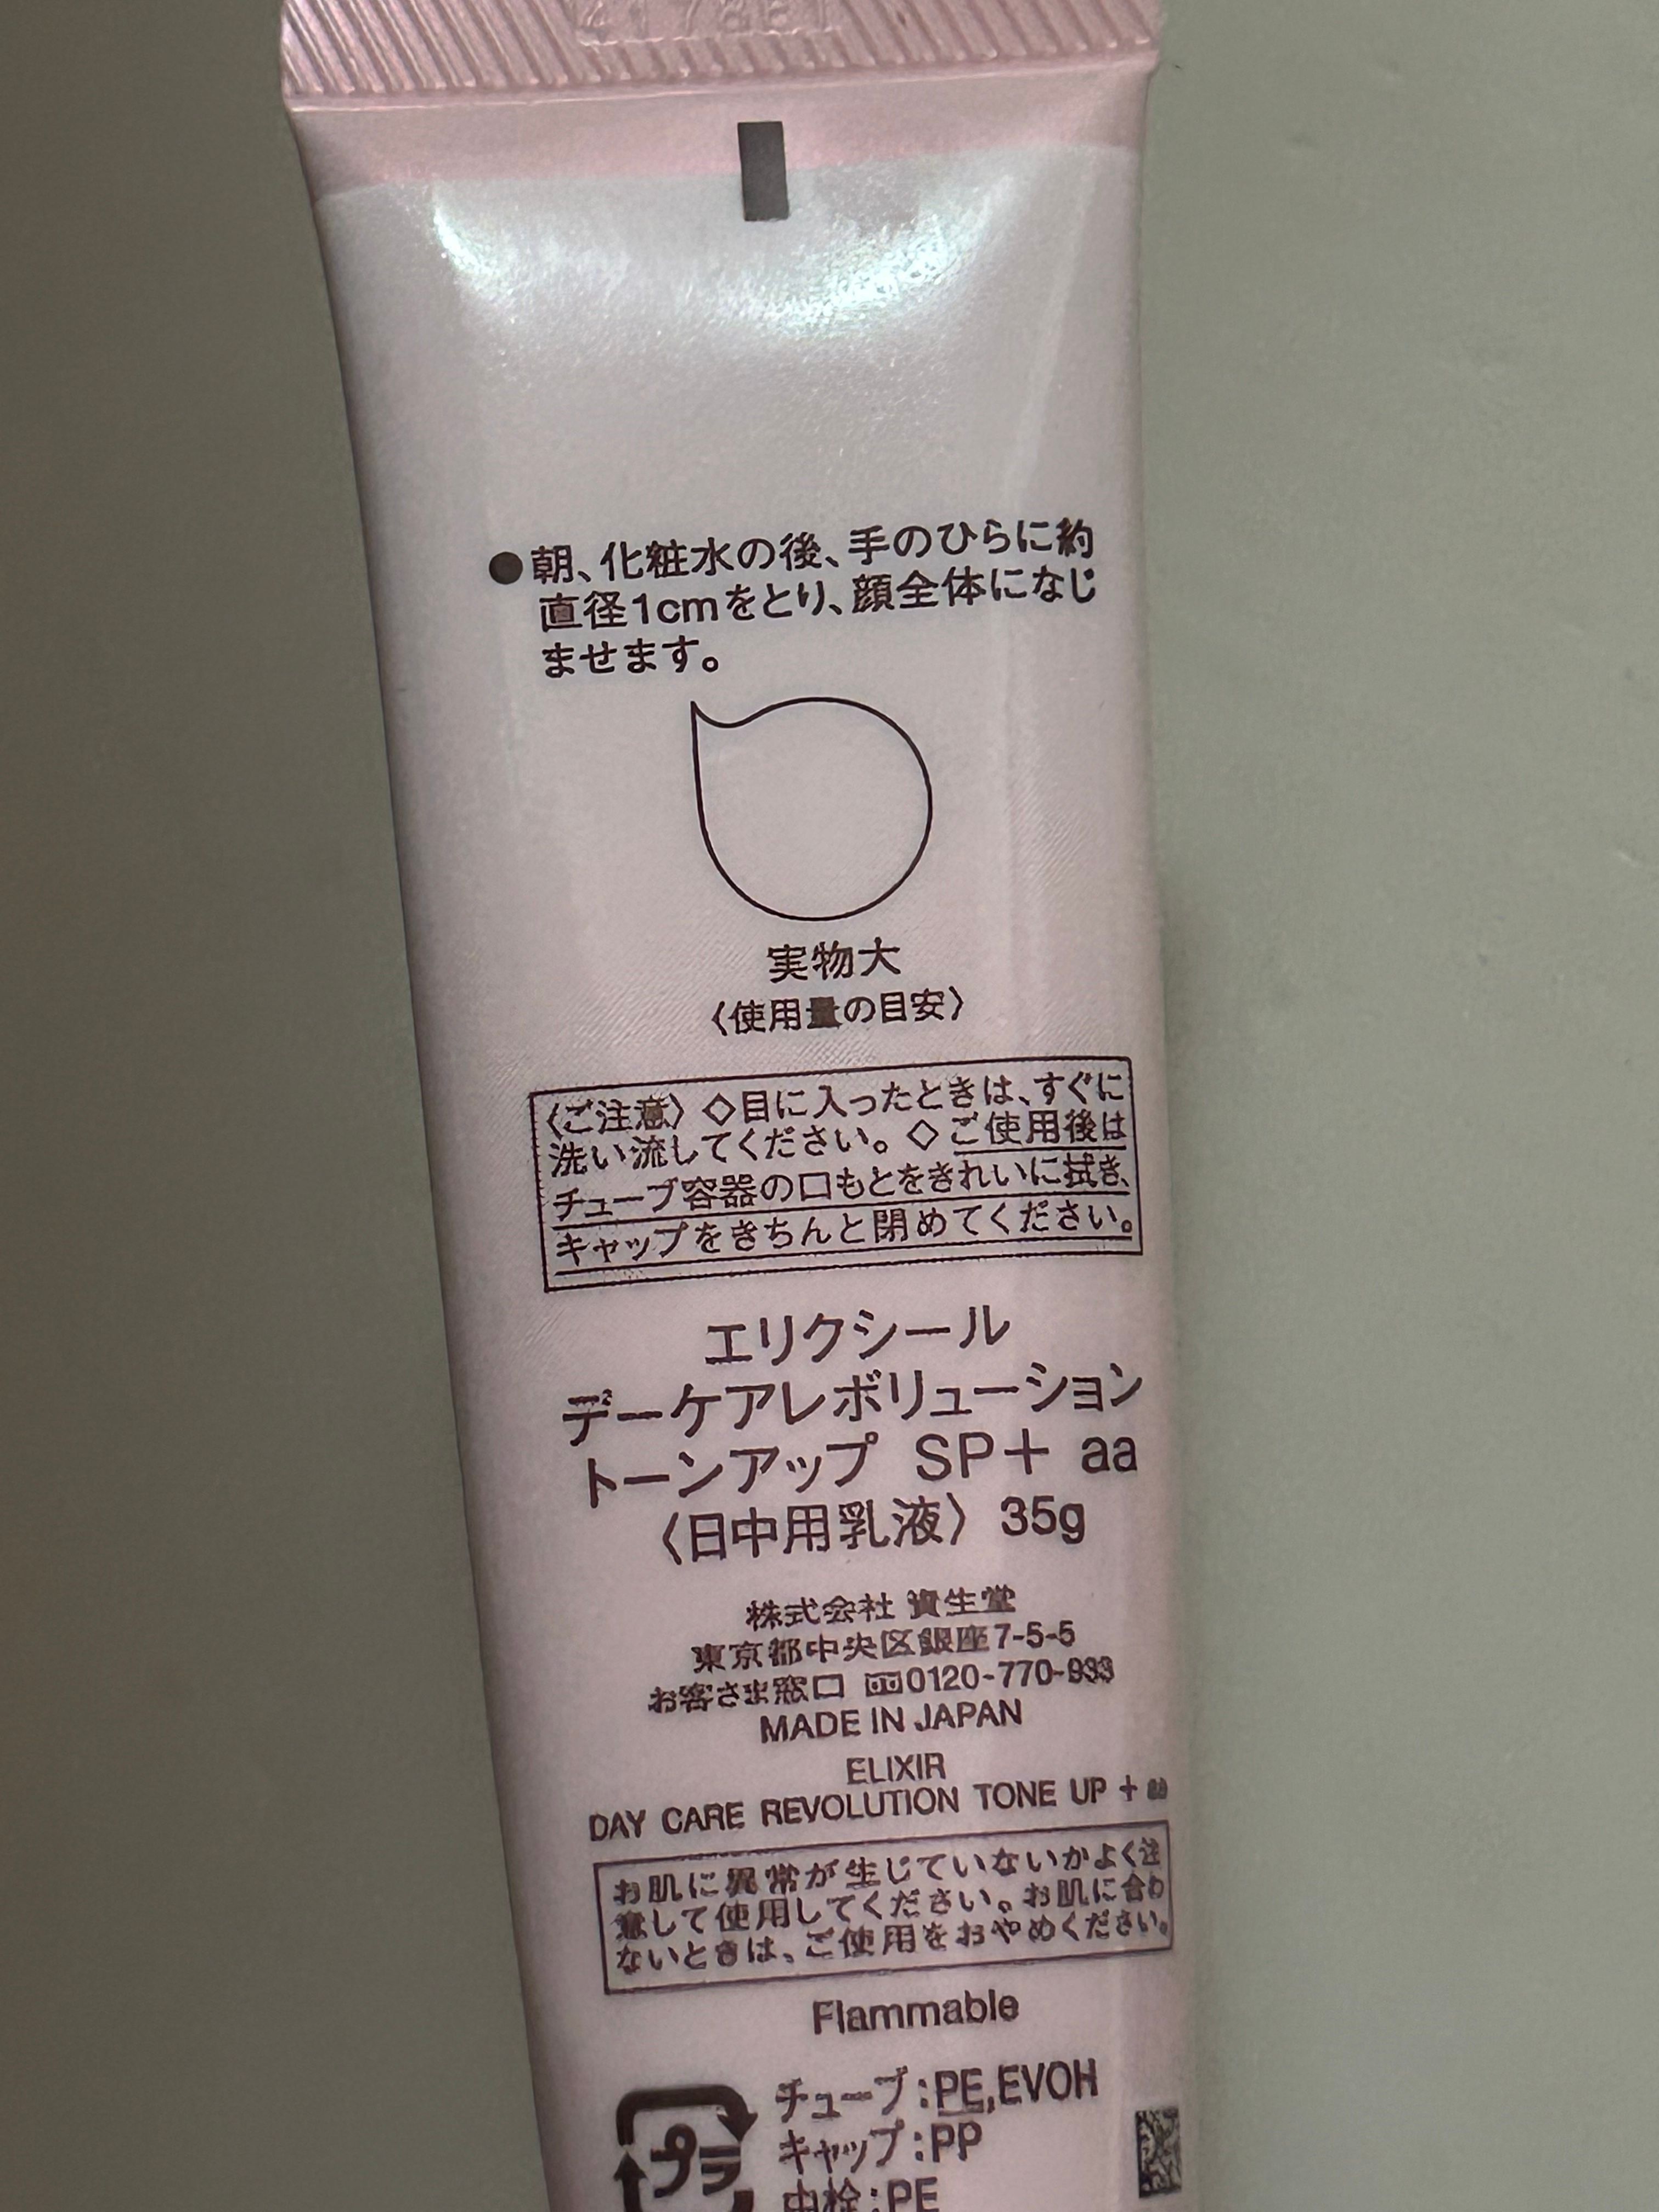 ●朝、化粧水の後、手のひらに約
直径1cmをとり、顔全体になじ
ませます。
実物大
〈使用量の目安〉
〈ご注意〉◇目に入ったときは、すぐに
洗い流してください。◇ご使用後は
チューブ容器の口もとをきれいに拭き、
キャップをきちんと閉めてください。
エリクシール
デーケアレボリューション
トーンアップ SP＋ aa
〈日中用乳液〉35g
株式会社 資生堂
東京都中央区銀座7-5-5
お客さま窓口 0120-770-933
MADE IN JAPAN
ELIXIR
DAY CARE REVOLUTION TONE UP + aa
お肌に異常が生じていないかよく注
意して使用してください。お肌に合わ
ないときは、ご使用をおやめください。
Flammable
プラ
チューブ:PE,EVOH
キャップ:PP
中栓:PE